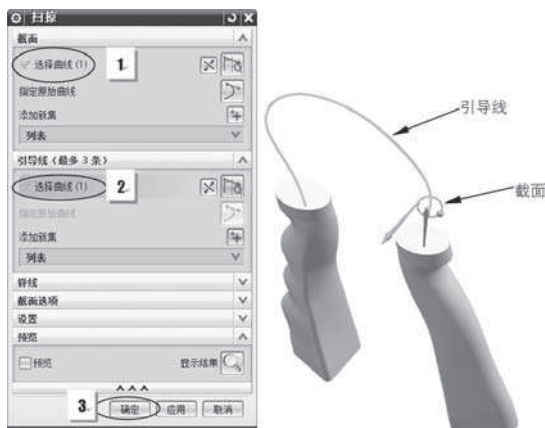 扫掠
截面
选择曲线 (1)
1.
指定原始曲线
添加新集
列表
引导线（最多 3 条）
选择曲线 (1)
2.
指定原始曲线
添加新集
列表
脊线
截面选项
设置
预览
预览
显示结果
3.
确定
应用
取消
引导线
截面